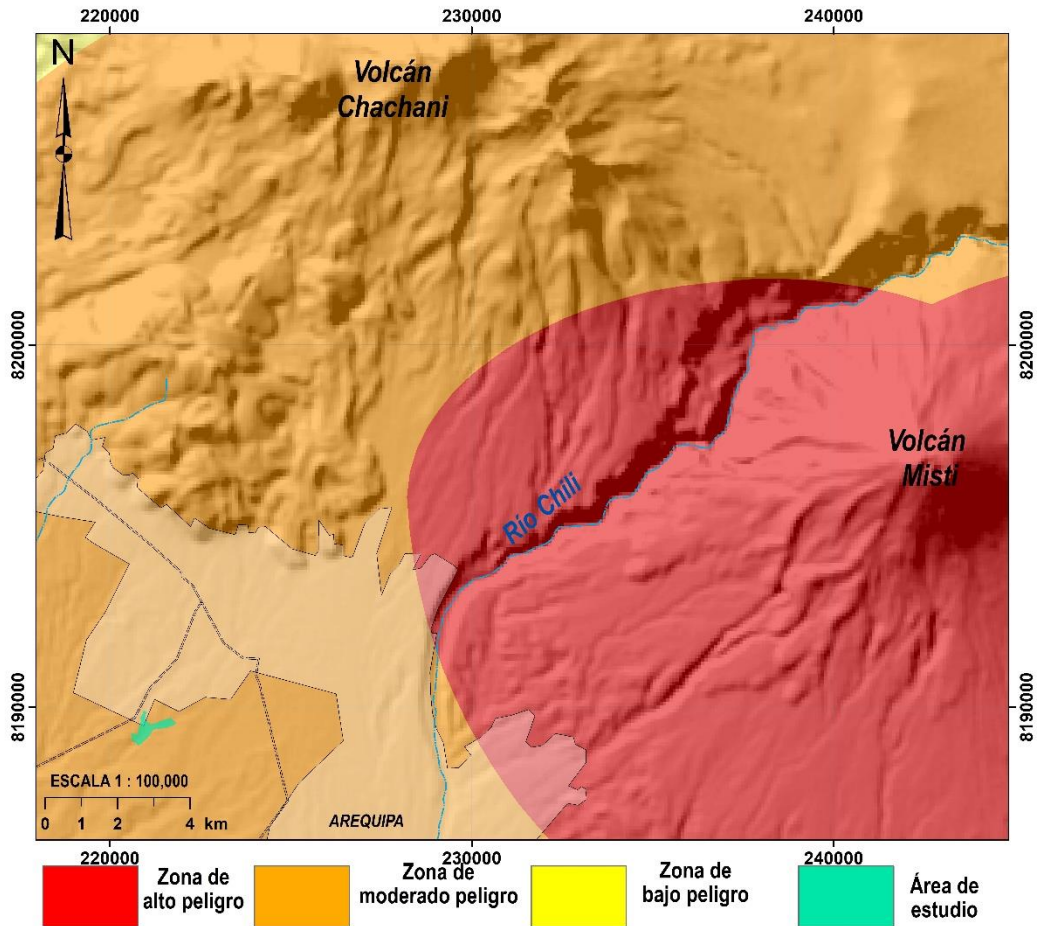 220000
230000
240000
N
Volcán
Chachani
8200000
8200000
Volcán
Misti
Río Chili
8190000
8190000
ESCALA 1 : 100,000
0 1 2 4 km
AREQUIPA
220000
230000
240000
Zona de
alto peligro
Zona de
moderado peligro
Zona de
bajo peligro
Área de
estudio